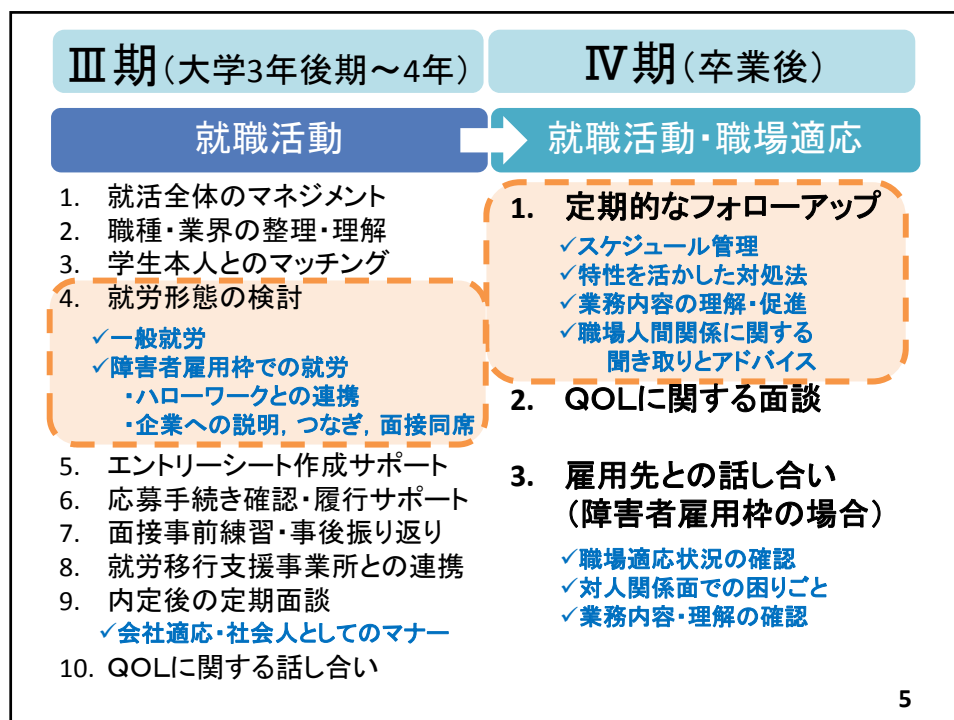 Ⅲ期(大学3年後期～4年)
就職活動
1. 就活全体のマネジメント
2. 職種・業界の整理・理解
3. 学生本人とのマッチング
4. 就労形態の検討
✓一般就労
✓障害者雇用枠での就労
・ハローワークとの連携
・企業への説明，つなぎ，面接同席
5. エントリーシート作成サポート
6. 応募手続き確認・履行サポート
7. 面接事前練習・事後振り返り
8. 就労移行支援事業所との連携
9. 内定後の定期面談
✓会社適応・社会人としてのマナー
10. QOLに関する話し合い
Ⅳ期(卒業後)
就職活動・職場適応
1. 定期的なフォローアップ
✓スケジュール管理
✓特性を活かした対処法
✓業務内容の理解・促進
✓職場人間関係に関する
聞き取りとアドバイス
2. QOLに関する面談
3. 雇用先との話し合い
（障害者雇用枠の場合）
✓職場適応状況の確認
✓対人関係面での困りごと
✓業務内容・理解の確認
5